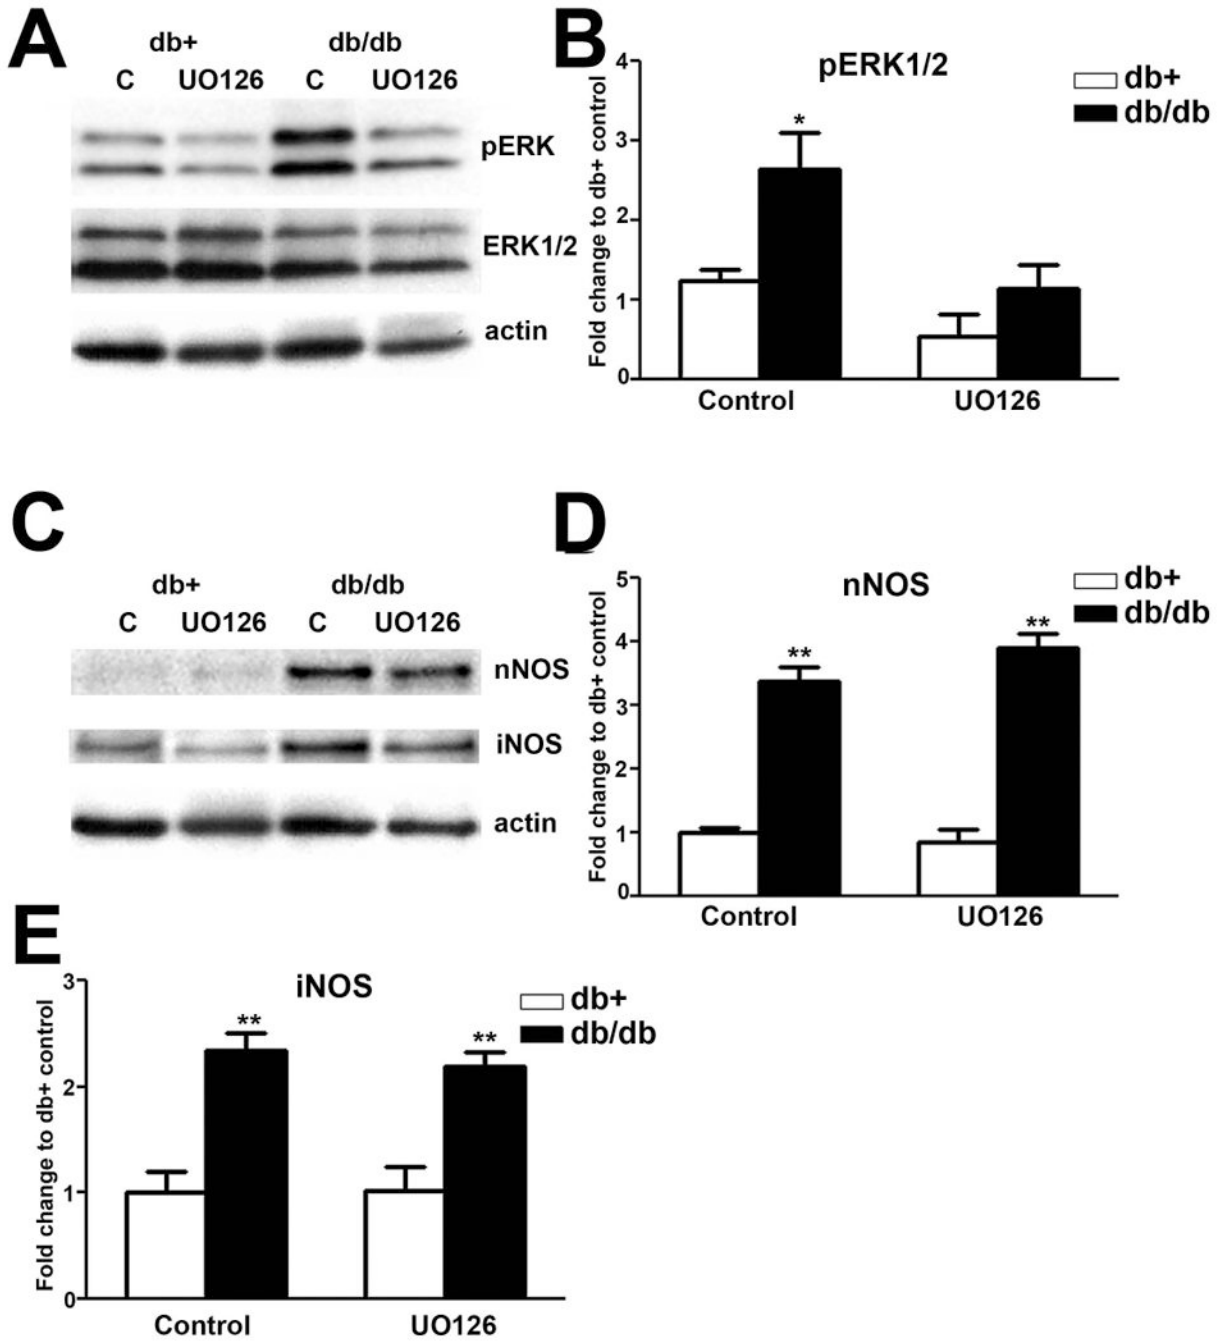 A
db+ db/db
C UO126 C UO126
pERK
ERK1/2
actin
B
pERK1/2
db+
db/db
Fold change to db+ control
4
3
2
1
0
*
Control UO126
C
db+ db/db
C UO126 C UO126
nNOS
iNOS
actin
D
nNOS
db+
db/db
Fold change to db+ control
5
4
3
2
1
0
** **
Control UO126
E
iNOS
db+
db/db
Fold change to db+ control
3
2
1
0
** **
Control UO126